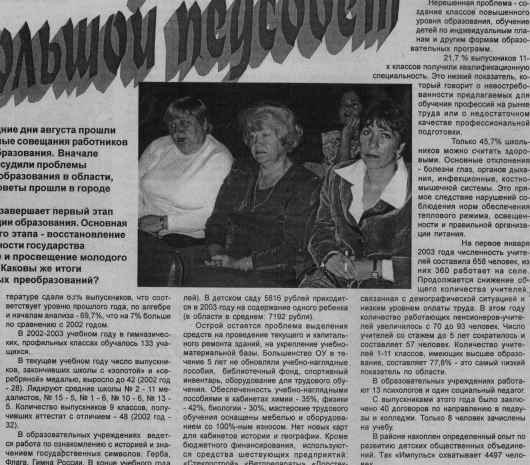 Большой педсовет
дние дни августа прошли
ные совещания работников
бразования. Вначале
судили проблемы
бразования в области,
оветы прошли в городе
завершает первый этап
ции образования. Основная
го этапа - восстановление
ности государства
е и просвещение молодого
Каковы же итоги
ых преобразований?
тературе сдали 63% выпускников, что соот-
ветствует уровню прошлого года, по алгебре
и началам анализа - 69,7%, что на 7% больше
по сравнению с 2002 годом.
В 2002-2003 учебном году в гимназичес-
ких, профильных классах обучалось 133 уча-
щихся.
В текущем учебном году число выпускни-
ков, закончивших школы с «золотой» и «се-
ребряной» медалью, выросло до 42 (2002 год
- 28). Лидируют средние школы № 2 - 11 ме-
далистов, № 15 - 5, № 1 - 6, № 10 - 6, № 13 -
5. Количество выпускников 9 классов, полу-
чивших аттестат с отличием - 48 (2002 год -
32).
В образовательных учреждениях ведет-
ся работа по ознакомлению с историей и на-
чением государственных символов: Герба,
Флага, Гимна России. В конце учебного года
лей). В детском саду 5816 рублей приходит-
ся в 2003 году на содержание одного ребенка
(в области в среднем: 7192 рубля).
Острой остается проблема выделения
средств на проведение текущего и капиталь-
ного ремонта зданий, на укрепление учебно-
материальной базы. Большинство ОУ в те-
чение 5 лет не обновляли учебно-наглядные
пособия, библиотечный фонд, спортивный
инвентарь, оборудование для трудового обу-
чения. Обеспеченность учебно-наглядными
пособиями в кабинетах химии - 35%, физики
- 42%, биологии - 30%, мастерские трудового
обучения оснащены мебелью и оборудова-
нием со 100%-ным износом. Нет новых карт
для кабинетов истории и географии. Кроме
бюджетного финансирования, используют-
ся средства шествующих предприятий:
«Стеклострой», «Ветпрепараты», «Дорстек-
Нерешенная проблема - со-
здание классов повышенного
уровня образования, обучение
детей по индивидуальным пла-
нам и другим формам образо-
вательных программ.
21,7 % выпускников 11-
х классов получили квалификационную
специальность. Это низкий показатель, ко-
торый говорит о невостребо-
ванности предлагаемых для
обучения профессий на рынке
труда или о недостаточном
качестве профессиональной
подготовки.
Только 45,7% школь-
ников можно считать здоро-
выми. Основные отклонения
- болезни глаз, органов дыха-
ния, инфекционные, костно-
мышечной системы. Это пря-
мое следствие нарушений со-
блюдения норм обеспечения
теплового режима, освещен-
ности и правильной организа-
ции питания.
На первое января
2003 года численность учите-
лей составила 658 человек, из
них 360 работает на селе.
Продолжается снижение об-
щего количества учителей,
связанная с демографической ситуацией и
низким уровнем оплаты труда. В этом году
количество работающих пенсионеров-учите-
лей увеличилось с 70 до 93 человек. Число
учителей со стажем до 5 лет сократилось и
составляет 57 человек. Количество учите-
лей 1-11 классов, имеющих высшее образо-
вание, составляет 77,8% - это самый низкий
показатель по области.
В образовательных учреждениях работа-
ют 13 психологов и один социальный педагог.
С выпускниками этого года было заклю-
чено 40 договоров по направлению в педву-
зы и колледжи. Только 8 человек зачислены
на учебу.
В районе накоплен определенный опыт по
развитию детских общественных объедине-
ний. Так «Импульс» охватывает 4497 чело-
век.